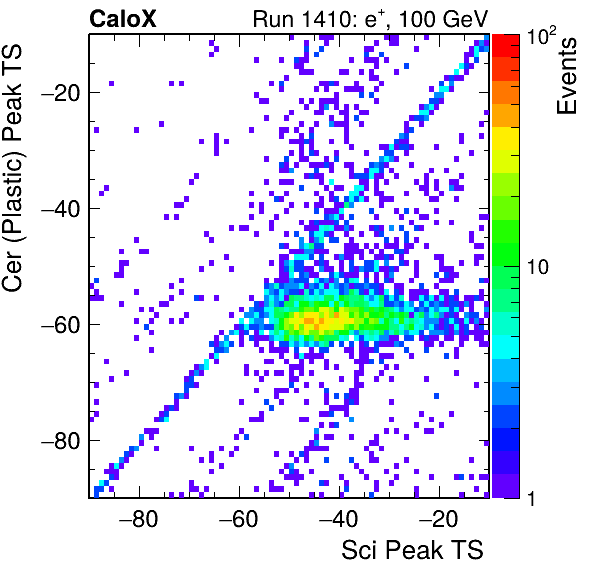 CaloX
Run 1410: e⁺, 100 GeV
Cer (Plastic) Peak TS
Events
10²
10
1
−20
−40
−60
−80
−80
−60
−40
−20
Sci Peak TS